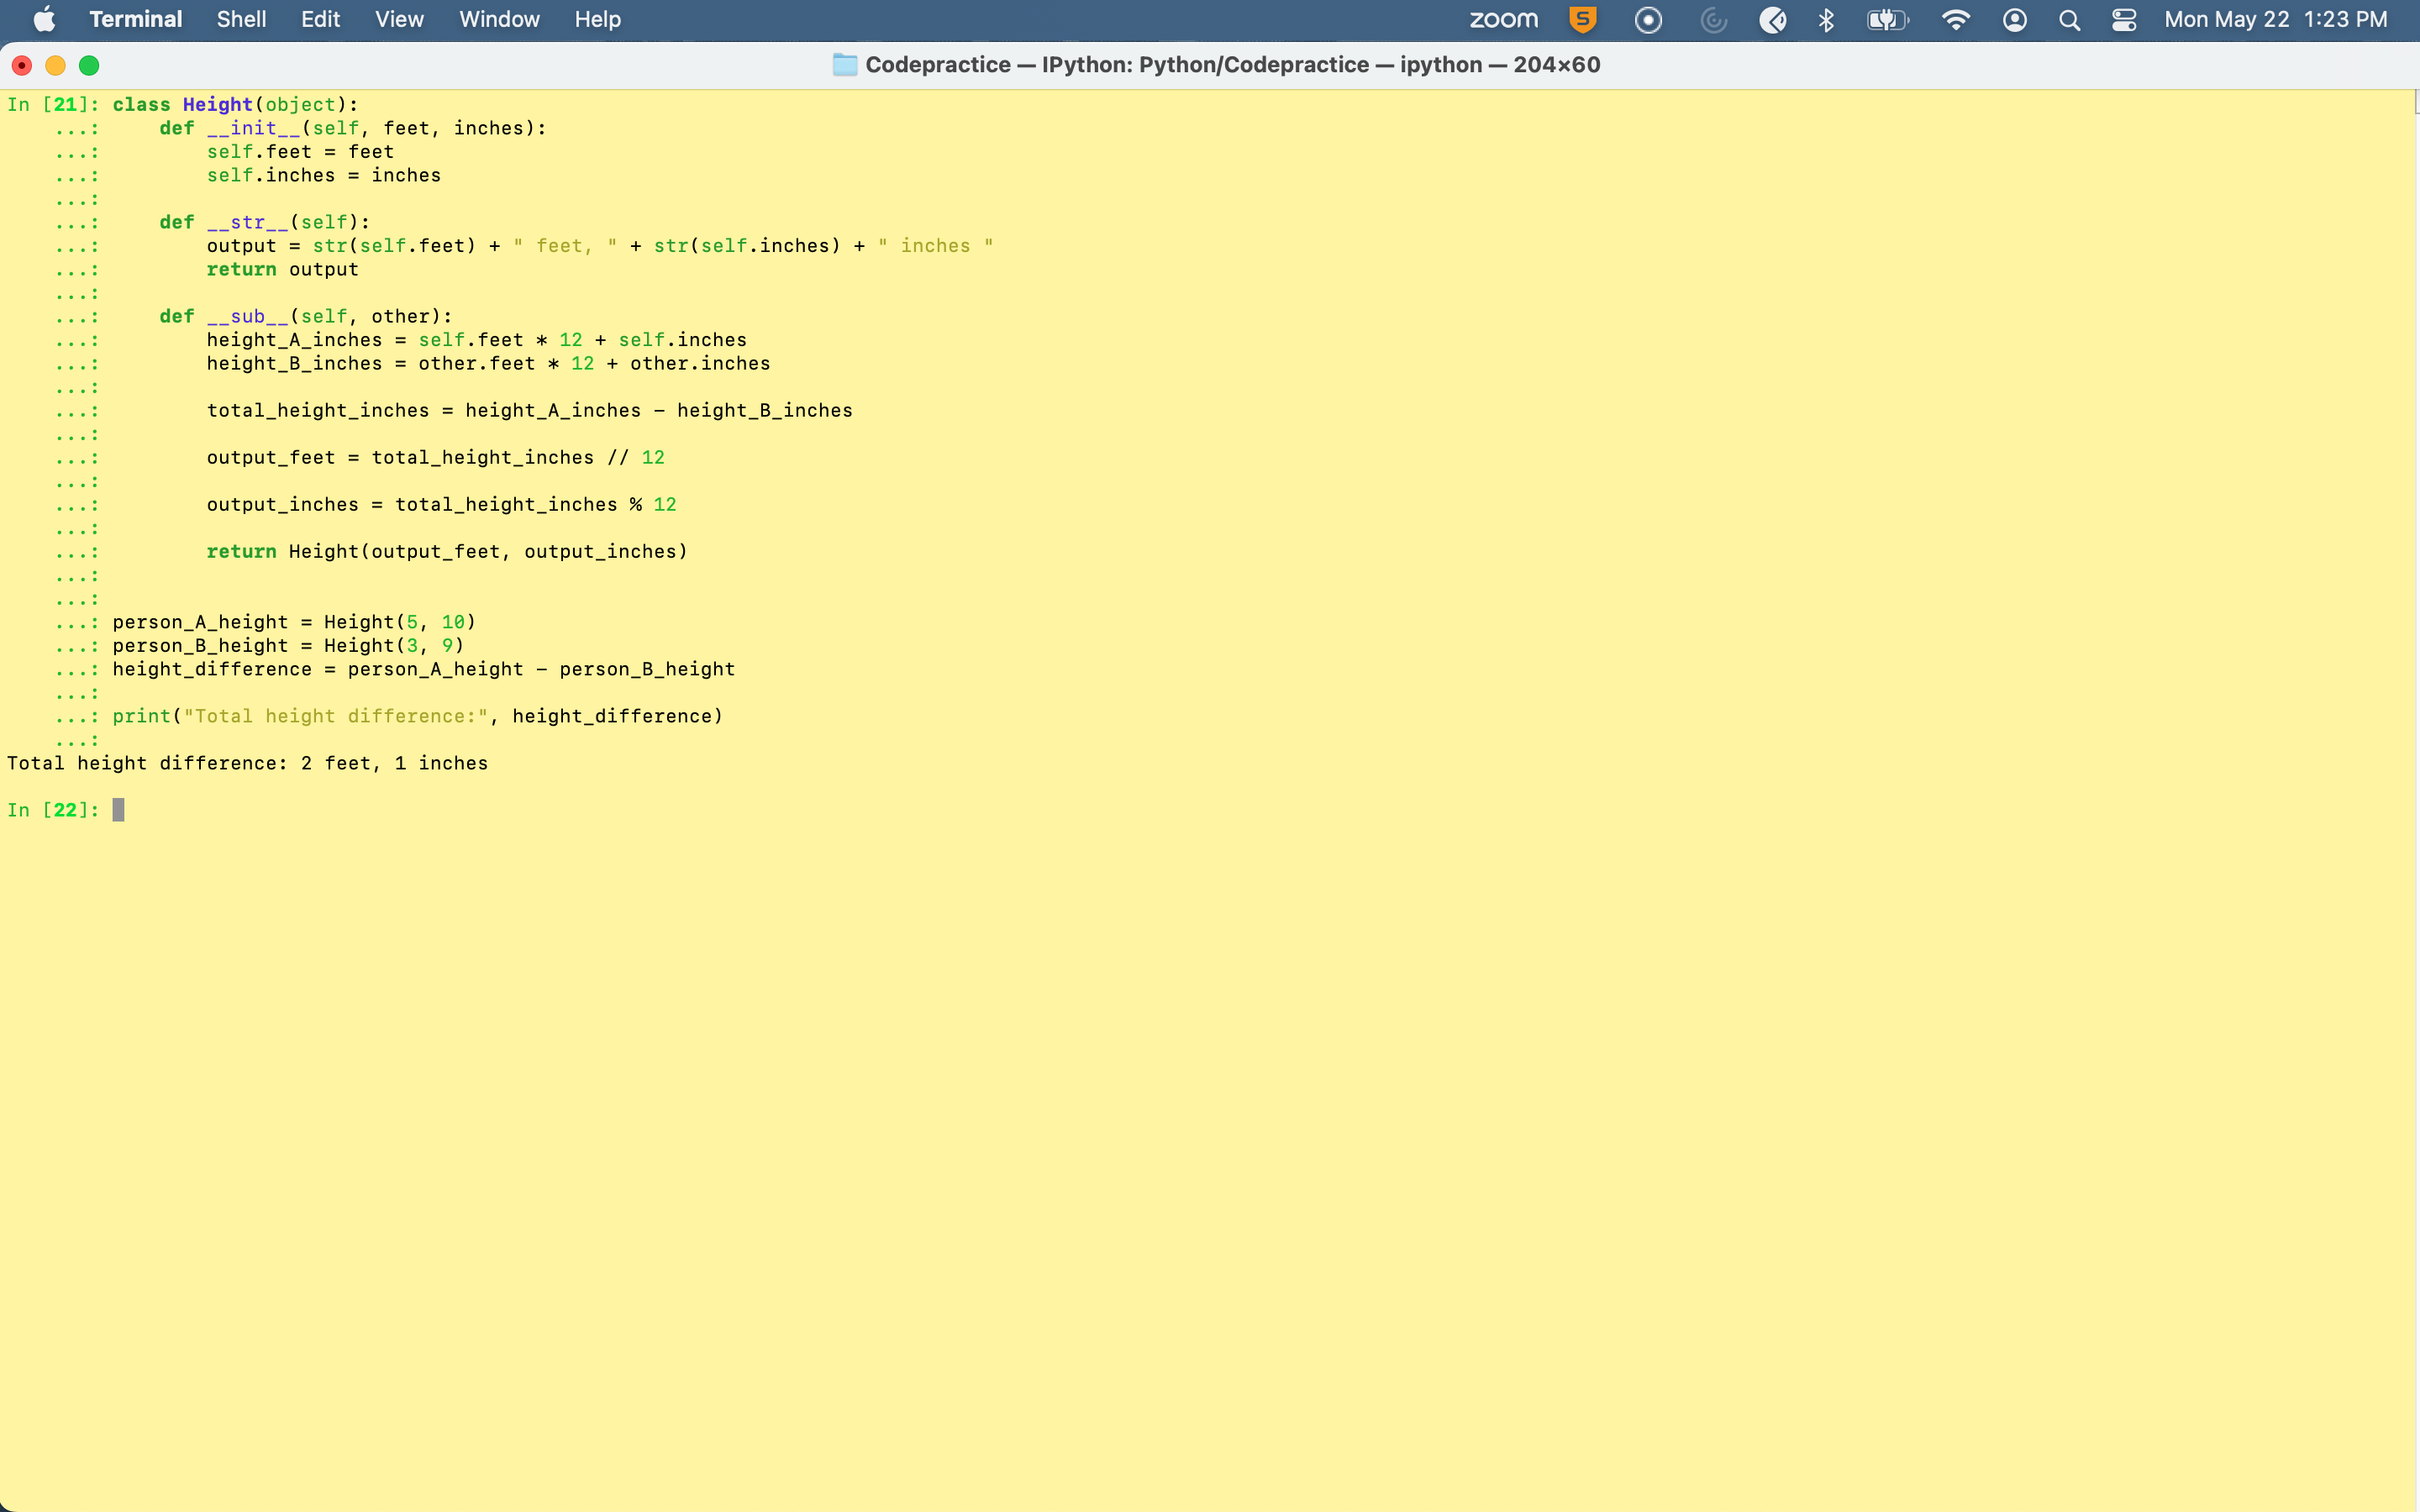 Terminal Shell Edit View Window Help zoom S Mon May 22 1:23 PM
Codepractice — IPython: Python/Codepractice — ipython — 204×60
In [21]: class Height(object):
    ...:     def __init__(self, feet, inches):
    ...:         self.feet = feet
    ...:         self.inches = inches
    ...:
    ...:     def __str__(self):
    ...:         output = str(self.feet) + " feet, " + str(self.inches) + " inches "
    ...:         return output
    ...:
    ...:     def __sub__(self, other):
    ...:         height_A_inches = self.feet * 12 + self.inches
    ...:         height_B_inches = other.feet * 12 + other.inches
    ...:
    ...:         total_height_inches = height_A_inches - height_B_inches
    ...:
    ...:         output_feet = total_height_inches // 12
    ...:
    ...:         output_inches = total_height_inches % 12
    ...:
    ...:         return Height(output_feet, output_inches)
    ...:
    ...:
    ...: person_A_height = Height(5, 10)
    ...: person_B_height = Height(3, 9)
    ...: height_difference = person_A_height - person_B_height
    ...:
    ...: print("Total height difference:", height_difference)
    ...:
Total height difference: 2 feet, 1 inches
In [22]: